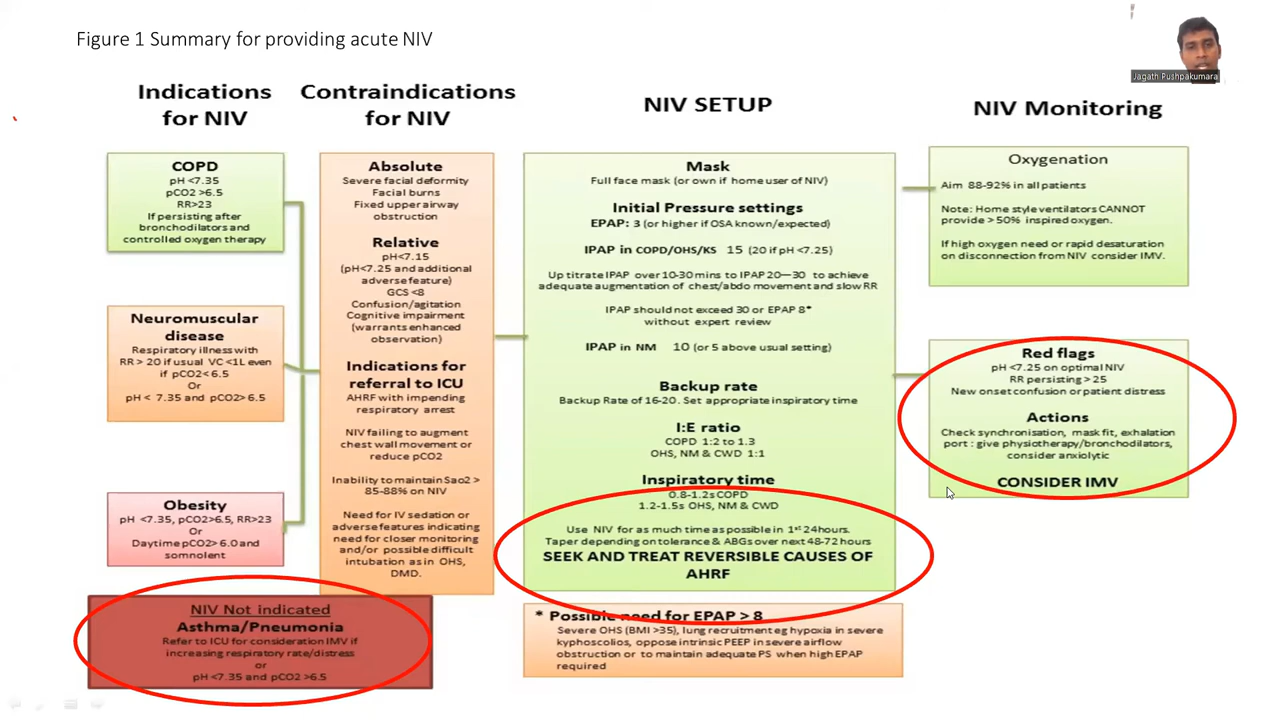 Figure 1 Summary for providing acute NIV
Jagath Pushpakumara
Indications
for NIV
COPD
pH <7.35
pCO2 >6.5
RR>23
If persisting after
bronchodilators and
controlled oxygen therapy
Neuromuscular
disease
Respiratory illness with
RR > 20 if usual VC <1L even
if pCO2< 6.5
Or
pH < 7.35 and pCO2> 6.5
Obesity
pH <7.35, pCO2>6.5, RR>23
Or
Daytime pCO2> 6.0 and
somnolent
NIV Not indicated
Asthma/Pneumonia
Refer to ICU for consideration IMV if
increasing respiratory rate/distress
or
pH <7.35 and pCO2 >6.5
Contraindications
for NIV
Absolute
Severe facial deformity
Facial burns
Fixed upper airway
obstruction
Relative
pH<7.15
(pH<7.25 and additional
adverse feature)
GCS <8
Confusion/agitation
Cognitive impairment
(warrants enhanced
observation)
Indications for
referral to ICU
AHRF with impending
respiratory arrest
NIV failing to augment
chest wall movement or
reduce pCO2
Inability to maintain Sao2 >
85-88% on NIV
Need for IV sedation or
adverse features indicating
need for closer monitoring
and/or possible difficult
intubation as in OHS,
DMD.
NIV SETUP
Mask
Full face mask (or own if home user of NIV)
Initial Pressure settings
EPAP: 3 (or higher if OSA known/expected)
IPAP in COPD/OHS/KS 15 (20 if pH <7.25)
Up titrate IPAP over 10-30 mins to IPAP 20—30 to achieve
adequate augmentation of chest/abdo movement and slow RR
IPAP should not exceed 30 or EPAP 8*
without expert review
IPAP in NM 10 (or 5 above usual setting)
Backup rate
Backup Rate of 16-20. Set appropriate inspiratory time
I:E ratio
COPD 1:2 to 1.3
OHS, NM & CWD 1:1
Inspiratory time
0.8-1.2s COPD
1.2-1.5s OHS, NM & CWD
Use NIV for as much time as possible in 1st 24hours.
Taper depending on tolerance & ABGs over next 48-72 hours
SEEK AND TREAT REVERSIBLE CAUSES OF
AHRF
* Possible need for EPAP > 8
Severe OHS (BMI >35), lung recruitment eg hypoxia in severe
kyphoscolios, oppose intrinsic PEEP in severe airflow
obstruction or to maintain adequate PS when high EPAP
required
NIV Monitoring
Oxygenation
Aim 88-92% in all patients
Note: Home style ventilators CANNOT
provide > 50% inspired oxygen.
If high oxygen need or rapid desaturation
on disconnection from NIV consider IMV.
Red flags
pH <7.25 on optimal NIV
RR persisting > 25
New onset confusion or patient distress
Actions
Check synchronisation, mask fit, exhalation
port : give physiotherapy/bronchodilators,
consider anxiolytic
CONSIDER IMV